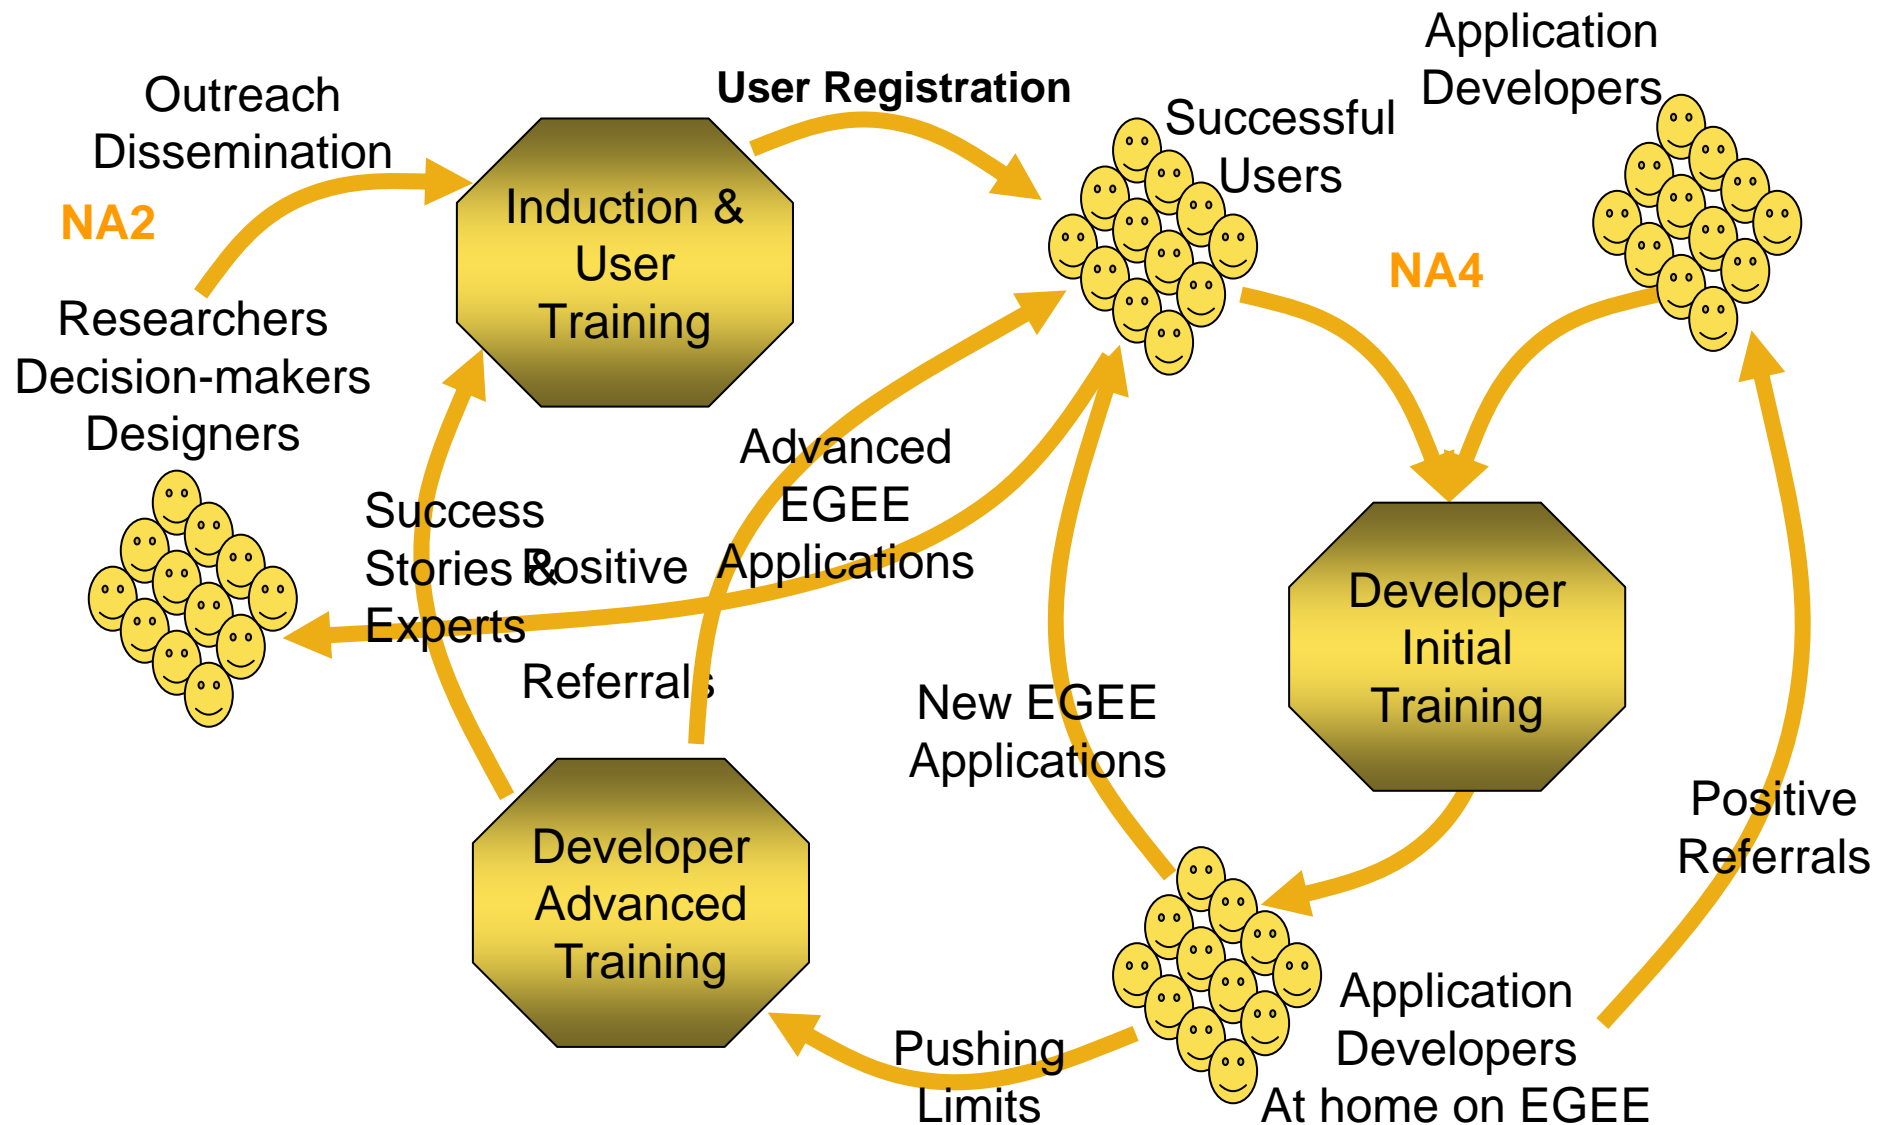 Outreach
Dissemination
NA2
Researchers
Decision-makers
Designers
Induction &
User
Training
User Registration
Successful
Users
Application
Developers
NA4
Success
Stories &
Experts
Positive
Referrals
Advanced
EGEE
Applications
New EGEE
Applications
Developer
Initial
Training
Positive
Referrals
Developer
Advanced
Training
Pushing
Limits
Application
Developers
At home on EGEE